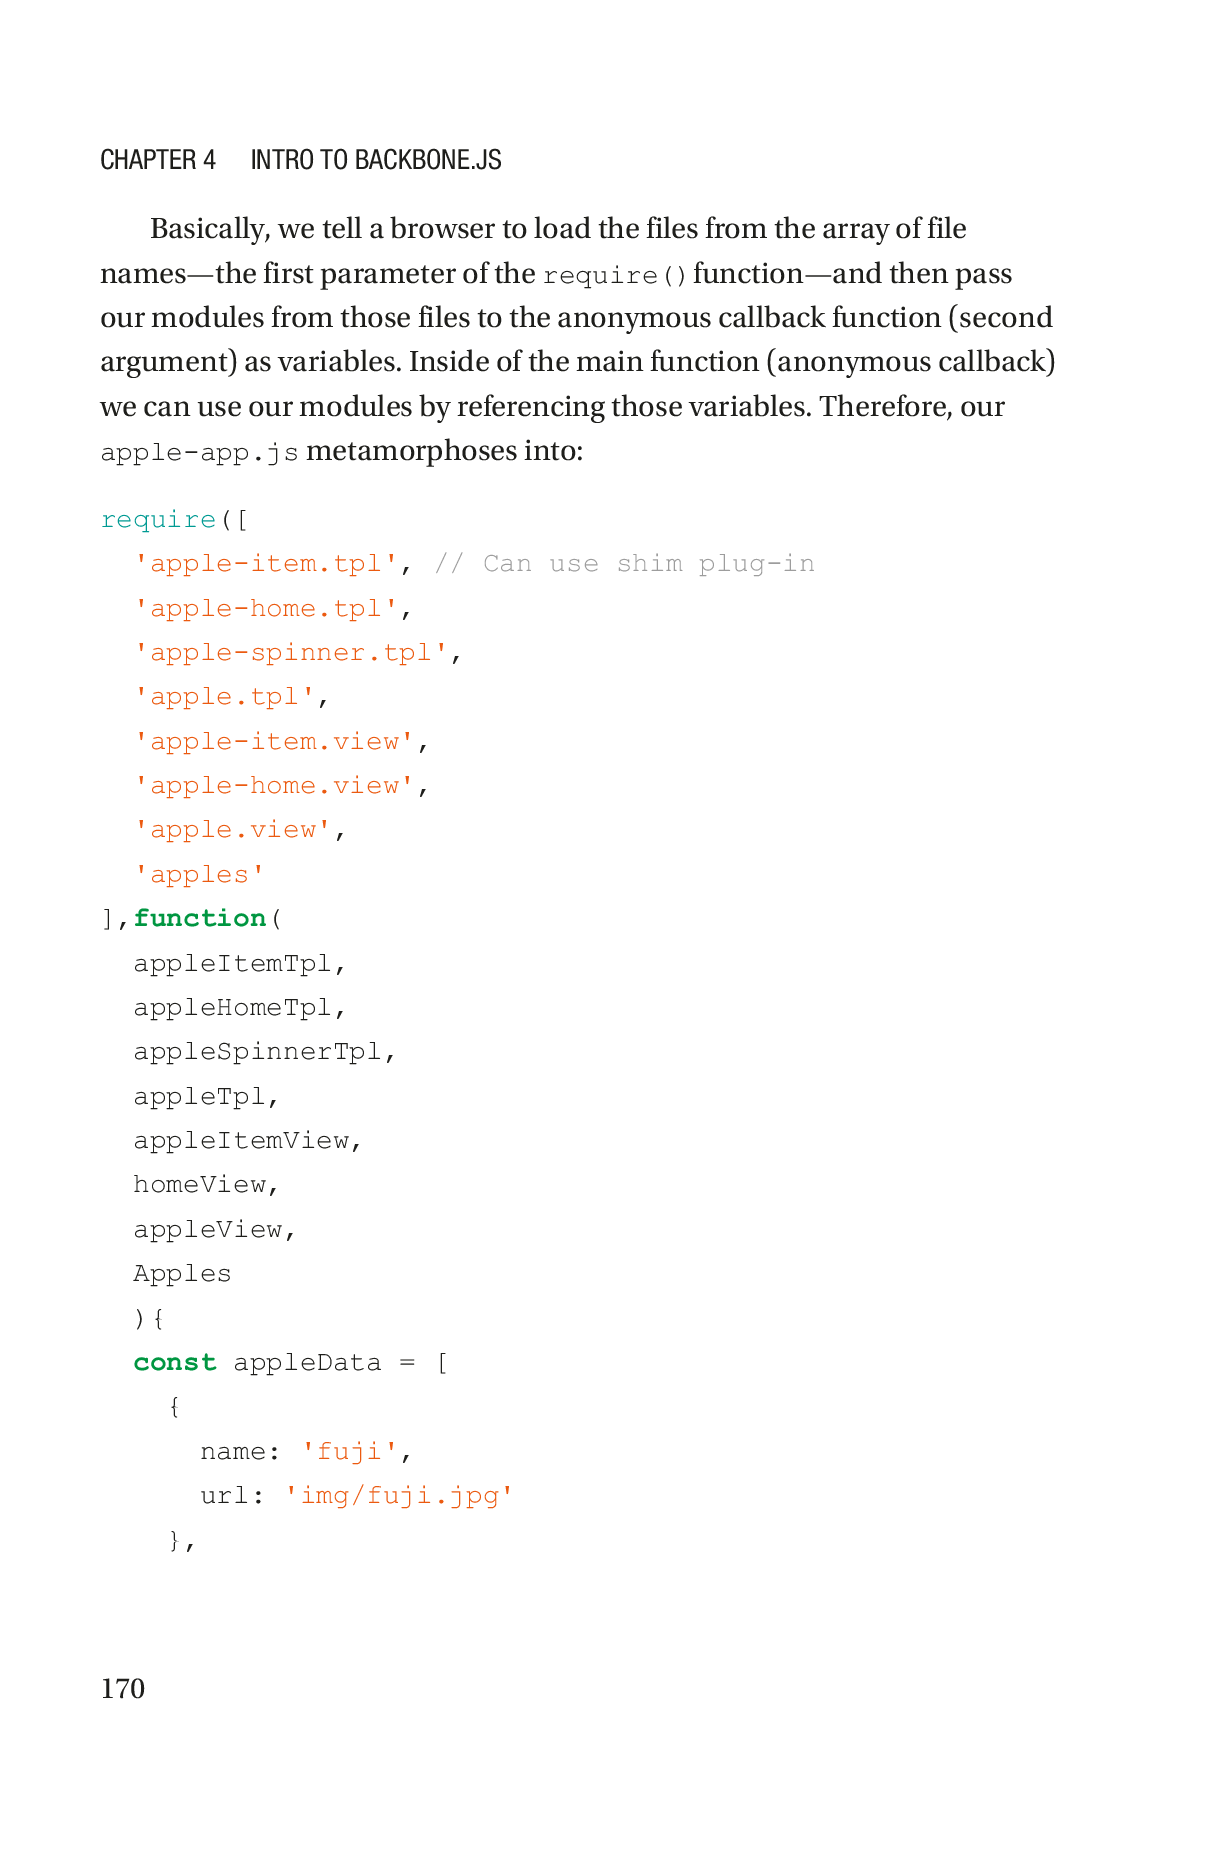 CHAPTER 4 INTRO TO BACKBONE.JS
Basically, we tell a browser to load the files from the array of file
names—the first parameter of the require() function—and then pass
our modules from those files to the anonymous callback function (second
argument) as variables. Inside of the main function (anonymous callback)
we can use our modules by referencing those variables. Therefore, our
apple-app.js metamorphoses into:
require([
  'apple-item.tpl', // Can use shim plug-in
  'apple-home.tpl',
  'apple-spinner.tpl',
  'apple.tpl',
  'apple-item.view',
  'apple-home.view',
  'apple.view',
  'apples'
],function(
  appleItemTpl,
  appleHomeTpl,
  appleSpinnerTpl,
  appleTpl,
  appleItemView,
  homeView,
  appleView,
  Apples
  ){
  const appleData = [
    {
      name: 'fuji',
      url: 'img/fuji.jpg'
    },
170